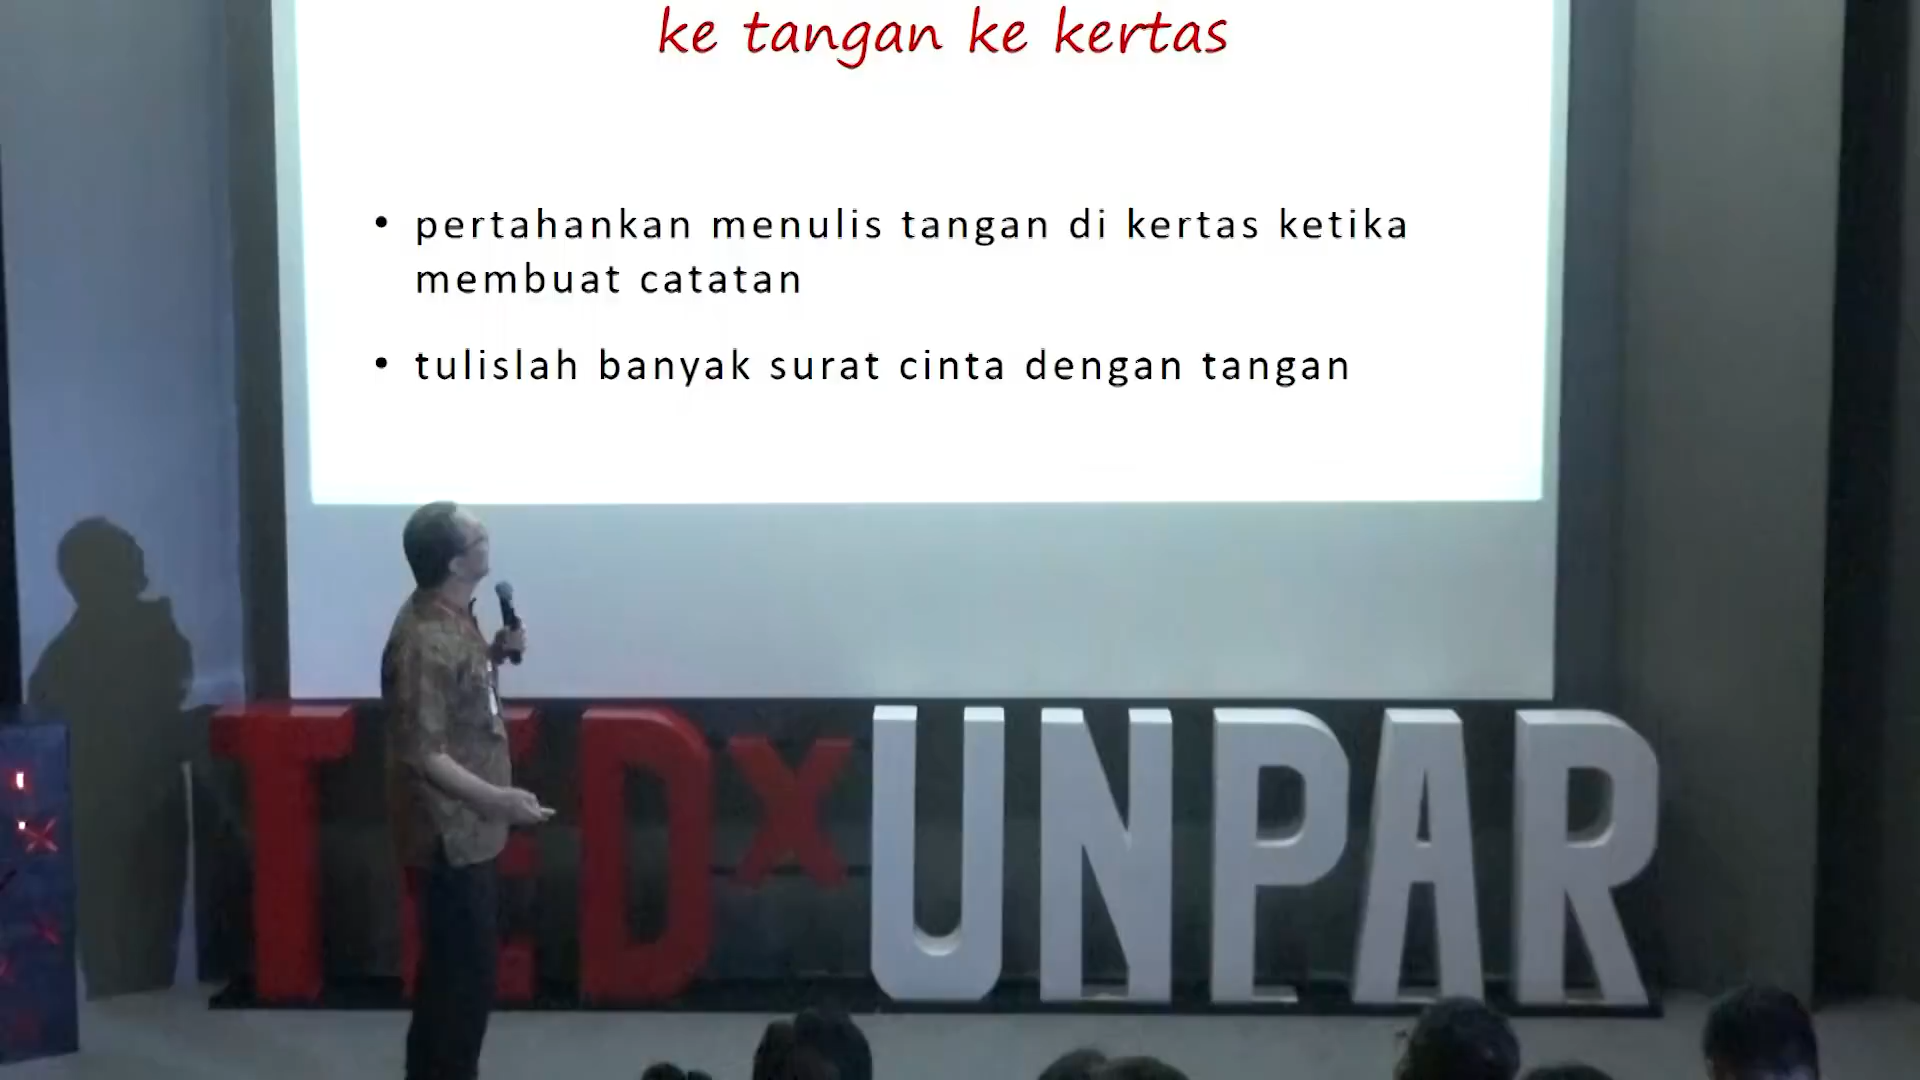 ke tangan ke kertas
• pertahankan menulis tangan di kertas ketika
membuat catatan
• tulislah banyak surat cinta dengan tangan
TEDx UNPAR